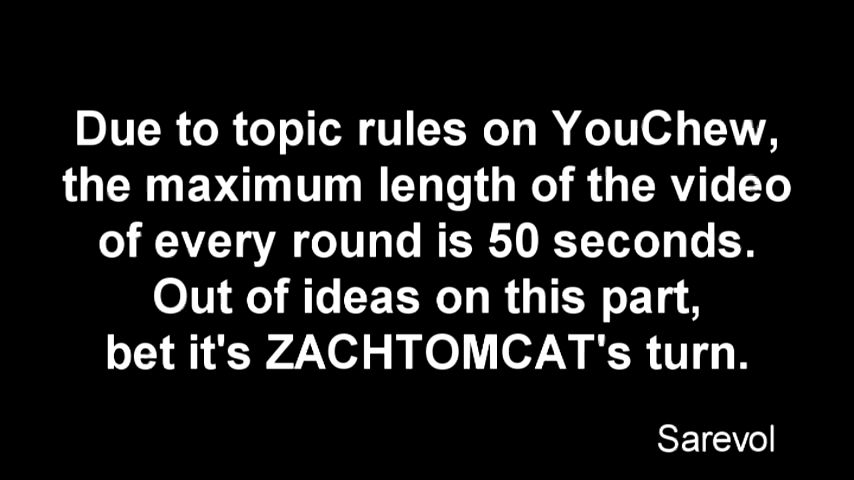 Due to topic rules on YouChew,
the maximum length of the video
of every round is 50 seconds.
Out of ideas on this part,
bet it's ZACHTOMCAT's turn.
Sarevol